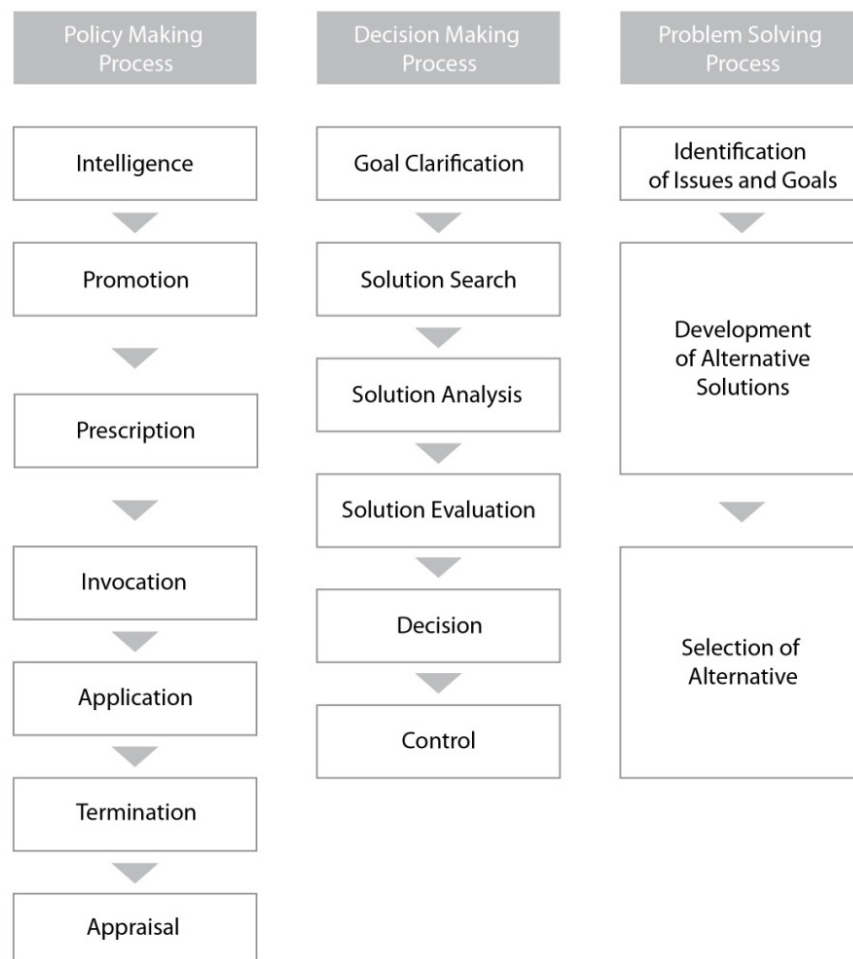 Policy Making
Process
Decision Making
Process
Problem Solving
Process
Intelligence
Promotion
Prescription
Invocation
Application
Termination
Appraisal
Goal Clarification
Solution Search
Solution Analysis
Solution Evaluation
Decision
Control
Identification
of Issues and Goals
Development
of Alternative
Solutions
Selection of
Alternative